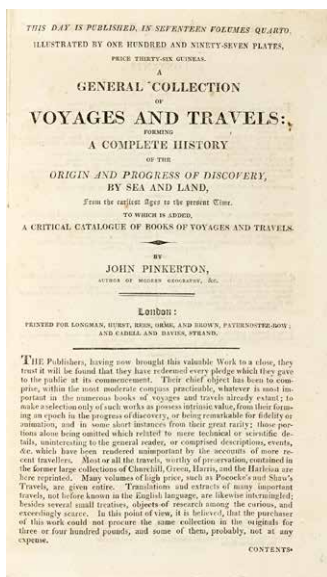 THIS DAY IS PUBLISHED, IN SEVENTEEN VOLUMES QUARTO,
ILLUSTRATED BY ONE HUNDRED AND NINETY-SEVEN PLATES,
PRICE THIRTY-SIX GUINEAS.
A
GENERAL COLLECTION
OF
VOYAGES AND TRAVELS:
FORMING
A COMPLETE HISTORY
OF THE
ORIGIN AND PROGRESS OF DISCOVERY,
BY SEA AND LAND,
From the earliest Ages to the present Time.
TO WHICH IS ADDED,
A CRITICAL CATALOGUE OF BOOKS OF VOYAGES AND TRAVELS.
BY
JOHN PINKERTON,
AUTHOR OF MODERN GEOGRAPHY, &c.
London:
PRINTED FOR LONGMAN, HURST, REES, ORME, AND BROWN, PATERNOSTER-ROW;
AND CADELL AND DAVIES, STRAND.
THE Publishers, having now brought this valuable Work to a close, they
trust it will be found that they have redeemed every pledge which they gave
to the public at its commencement. Their chief object has been to com-
prise, within the most moderate compass practicable, whatever is most im-
portant in the numerous books of voyages and travels already extant; to
make a selection only of such works as possess intrinsic value, from their form-
ing an epoch in the progress of discovery, or being remarkable for fidelity or
animation, and in some short instances from their great rarity; those por-
tions alone being omitted which related to mere technical or scientific de-
tails, uninteresting to the general reader, or comprised descriptions, events,
&c. which have been rendered unimportant by the accounts of more re-
cent travellers. Most or all the travels, worthy of preservation, contained in
the former large collections of Churchill, Green, Harris, and the Harleian are
here reprinted. Many volumes of high price, such as Pococke's and Shaw's
Travels, are given entire. Translations and extracts of many important
travels, not before known in the English language, are likewise intermingled;
besides several small treatises, objects of research among the curious, and
exceedingly scarce. In this point of view, it is believed, that the purchaser
of this work could not procure the same collection in the originals for
three or four hundred pounds, and some of them, probably, not at any
expense.
CONTENTS